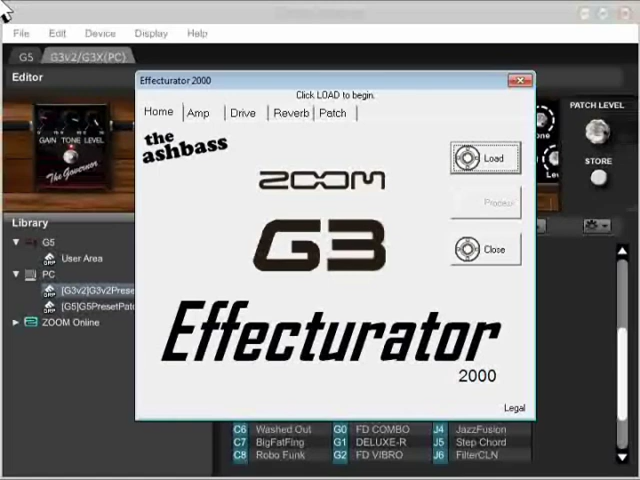 File Edit Device Display Help
G5 G3v2/G3X(PC)
Editor
Effecturator 2000
Click LOAD to begin.
Home Amp Drive Reverb Patch
GAIN TONE LEVEL
The Governor
PATCH LEVEL
STORE
the
ashbass
ZOOM
G3
Effecturator
2000
Load
Process
Close
Legal
Library
G5
User Area
PC
[G3v2]G3v2Prese
[G5]G5PresetPatc
ZOOM Online
C6 Washed Out G0 FD COMBO J4 JazzFusion
C7 BigFatFing G1 DELUXE-R J5 Step Chord
C8 Robo Funk G2 FD VIBRO J6 FilterCLN